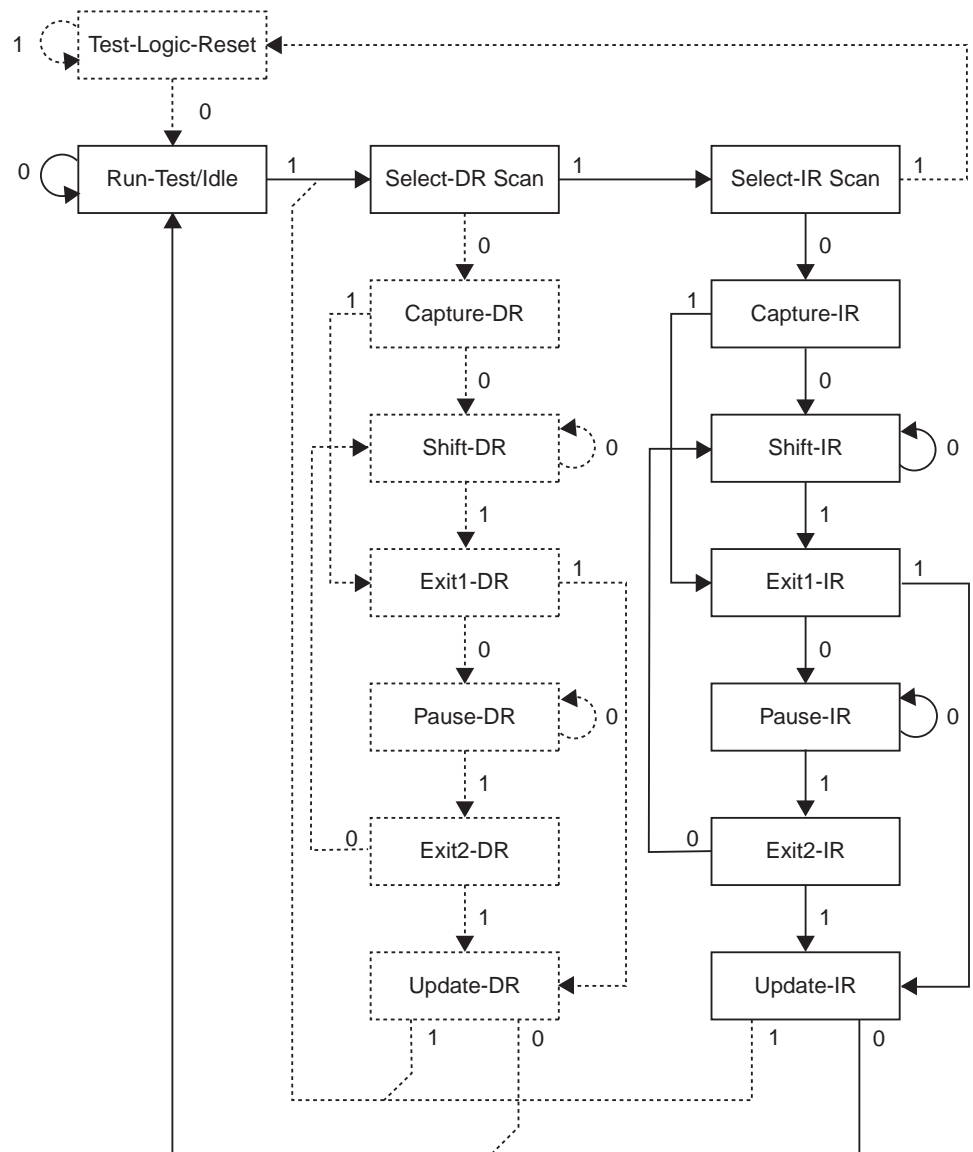 Test-Logic-Reset
1
0
Run-Test/Idle
0
1
Select-DR Scan
1
Select-IR Scan
1
0
0
Capture-DR
1
Capture-IR
1
0
0
Shift-DR
0
Shift-IR
0
1
1
Exit1-DR
1
Exit1-IR
1
0
0
Pause-DR
0
Pause-IR
0
1
1
Exit2-DR
0
Exit2-IR
0
1
1
Update-DR
Update-IR
1
0
1
0